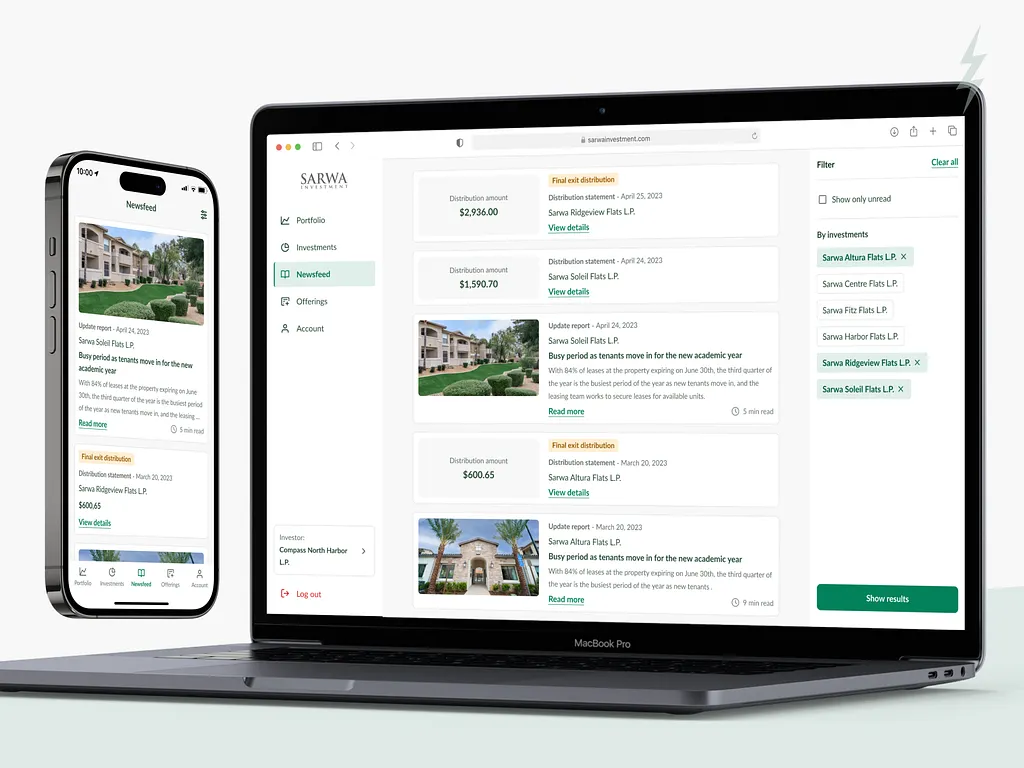 10:00
Newsfeed
Update report - April 24, 2023
Sarwa Soleil Flats L.P.
Busy period as tenants move in for the new
academic year
With 84% of leases at the property expiring on June
30th, the third quarter of the year is the busiest period
of the year as new tenants move in, and the leasing ...
Read more
5 min read
Final exit distribution
Distribution statement - March 20, 2023
Sarwa Ridgeview Flats L.P.
$600,65
View details
Portfolio
Investments
Newsfeed
Offerings
Account
sarwainvestment.com
SARWA
INVESTMENT
Portfolio
Investments
Newsfeed
Offerings
Account
Investor:
Compass North Harbor
L.P.
Log out
Distribution amount
$2,936.00
Final exit distribution
Distribution statement - April 25, 2023
Sarwa Ridgeview Flats L.P.
View details
Distribution amount
$1,590.70
Distribution statement - April 24, 2023
Sarwa Soleil Flats L.P.
View details
Update report - April 24, 2023
Sarwa Soleil Flats L.P.
Busy period as tenants move in for the new academic year
With 84% of leases at the property expiring on June 30th, the third quarter of
the year is the busiest period of the year as new tenants move in, and the
leasing team works to secure leases for available units.
Read more
5 min read
Distribution amount
$600.65
Final exit distribution
Distribution statement - March 20, 2023
Sarwa Altura Flats L.P.
View details
Update report - March 20, 2023
Sarwa Altura Flats L.P.
Busy period as tenants move in for the new academic year
With 84% of leases at the property expiring on June 30th, the third quarter of
the year is the busiest period of the year as new tenants .
Read more
9 min read
Filter
Clear all
Show only unread
By investments
Sarwa Altura Flats L.P.
Sarwa Centre Flats L.P.
Sarwa Fitz Flats L.P.
Sarwa Harbor Flats L.P.
Sarwa Ridgeview Flats L.P.
Sarwa Soleil Flats L.P.
Show results
MacBook Pro